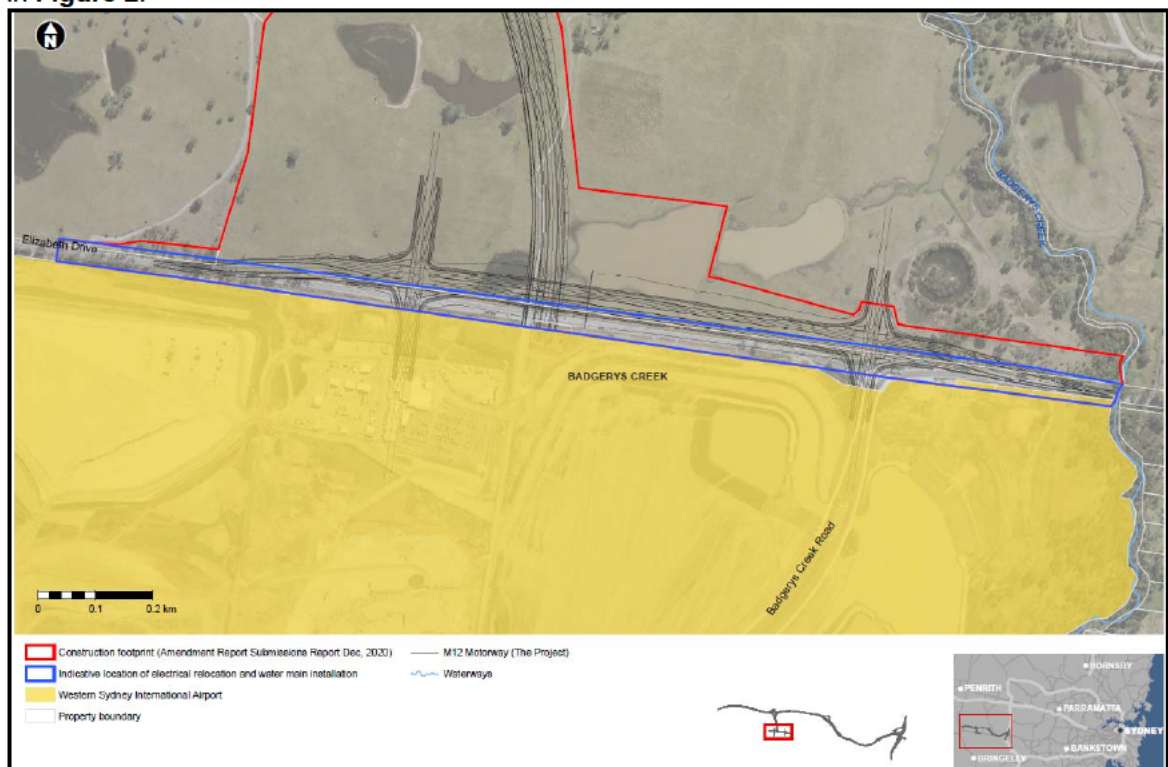 in Figure 2.
N
Elizabeth Drive
BADGERYS CREEK
BADGERYS CREEK
Badgerys Creek Road
0 0.1 0.2 km
Construction footprint (Amendment Report Submissions Report Dec, 2020)
Indicative location of electrical relocation and water main installation
Western Sydney International Airport
Property boundary
M12 Motorway (The Project)
Waterways
HORNSBY
PENRITH
PARRAMATTA
SYDNEY
BANKSTOWN
BRINGELLY